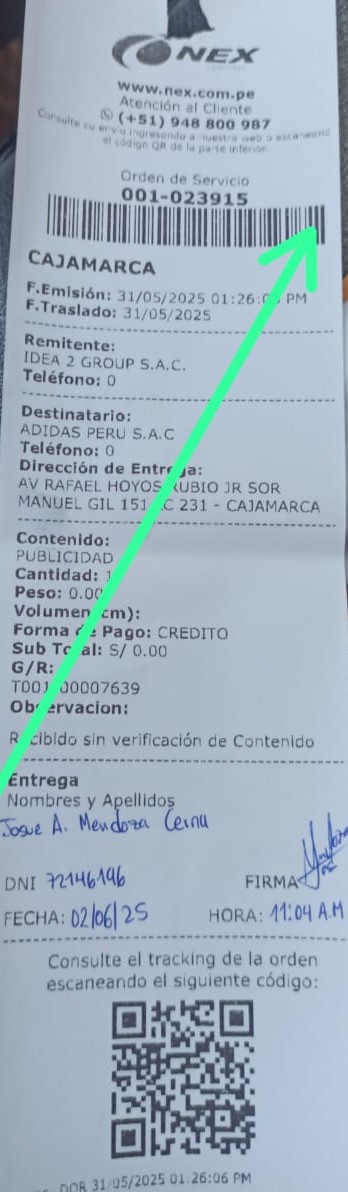 NEX
www.nex.com.pe
Atención al Cliente
(+51) 948 800 987
Consulte su envío ingresando a nuestra web o escaneando
el código QR de la parte inferior.
Orden de Servicio
001-023915
CAJAMARCA
F.Emisión: 31/05/2025 01:26: PM
F.Traslado: 31/05/2025
Remitente:
IDEA 2 GROUP S.A.C.
Teléfono: 0
Destinatario:
ADIDAS PERU S.A.C
Teléfono: 0
Dirección de Entrega:
AV RAFAEL HOYOS RUBIO JR SOR
MANUEL GIL 151 LC 231 - CAJAMARCA
Contenido:
PUBLICIDAD
Cantidad: 1
Peso: 0.00
Volumen(cm):
Forma de Pago: CREDITO
Sub Total: S/ 0.00
G/R:
T001-00007639
Observacion:
Recibido sin verificación de Contenido
Entrega
Nombres y Apellidos
Josue A. Mendoza Cerna
DNI 72146196
FIRMA
FECHA: 02/06/25 HORA: 11:04 A.M
Consulte el tracking de la orden
escaneando el siguiente código:
DOR 31/05/2025 01:26:06 PM